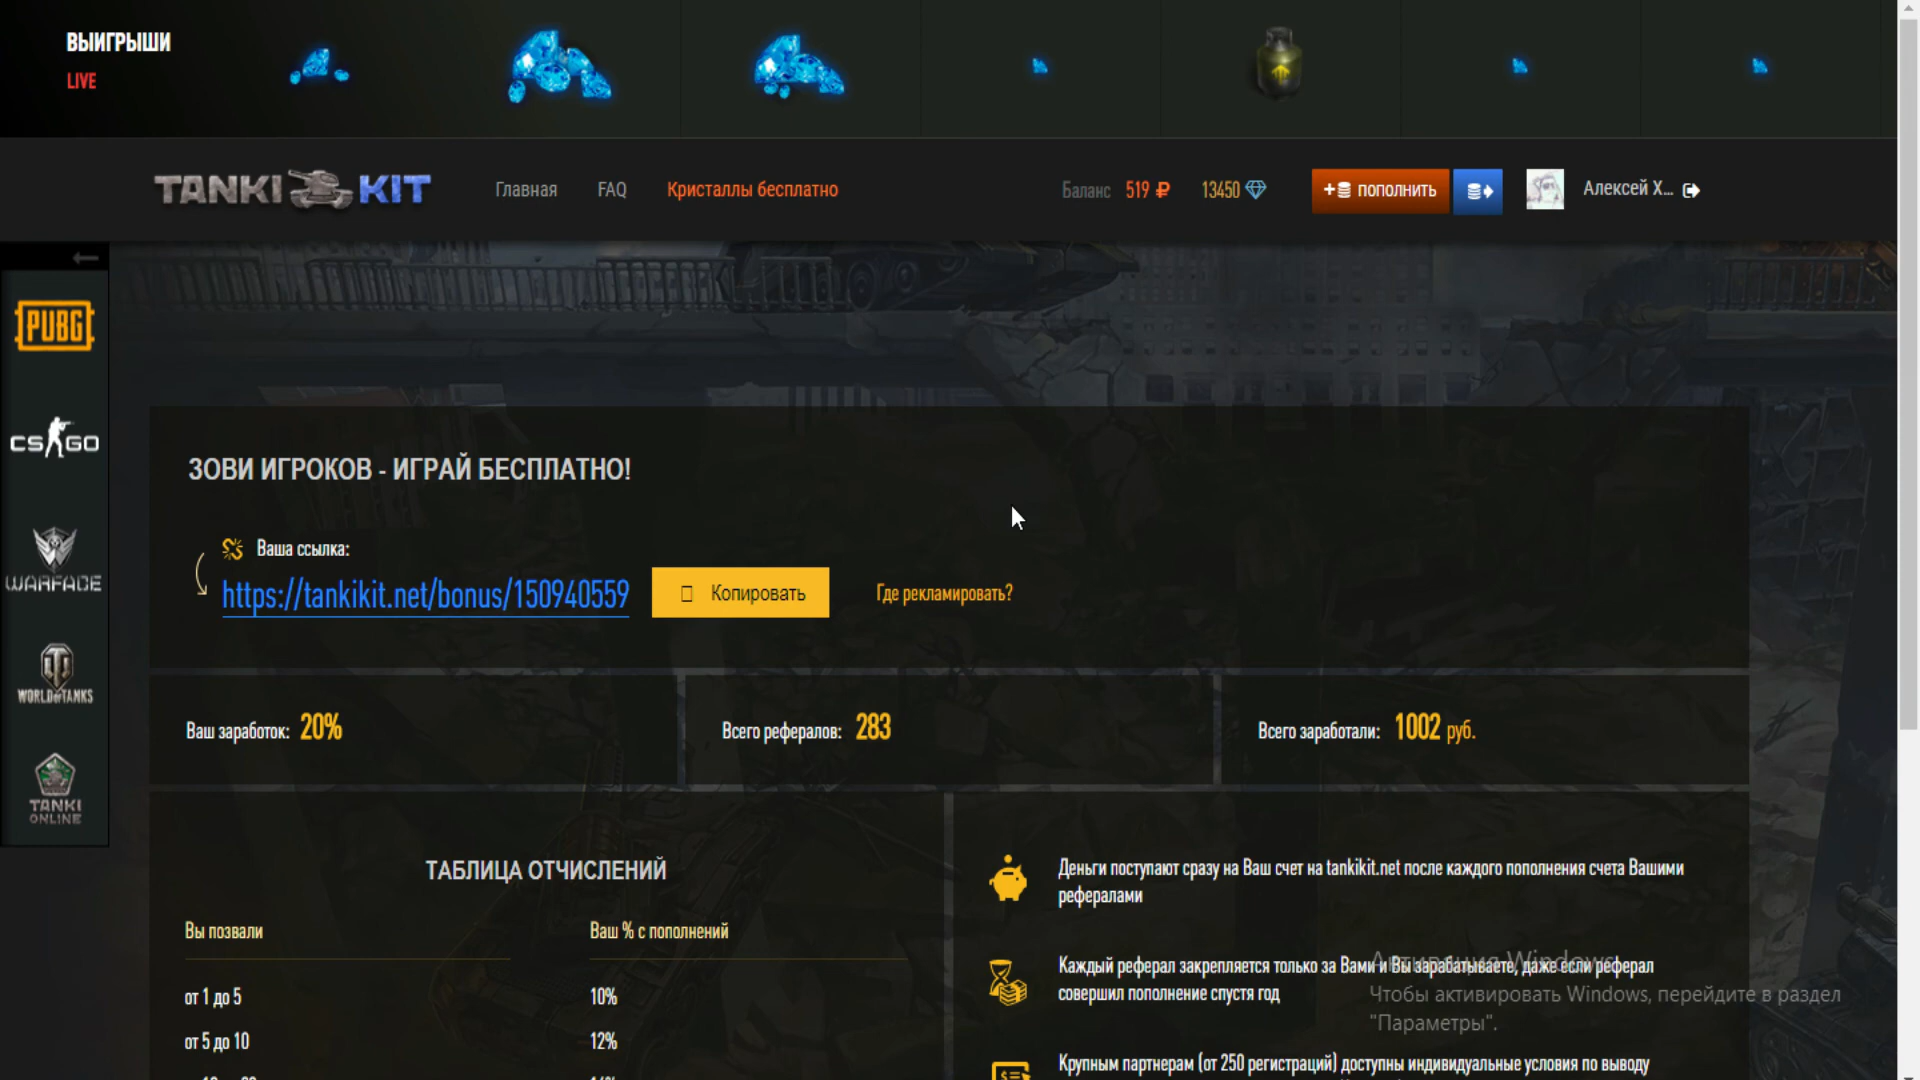 ВЫИГРЫШИ
LIVE
TANKI KIT
Главная
FAQ
Кристаллы бесплатно
Баланс 519 ₽ 13450
+ ПОПОЛНИТЬ
Алексей Х...
PUBG
CS GO
WARFACE
WORLD OF TANKS
TANKI
ONLINE
ЗОВИ ИГРОКОВ - ИГРАЙ БЕСПЛАТНО!
Ваша ссылка:
https://tankikit.net/bonus/150940559
Копировать
Где рекламировать?
Ваш заработок: 20%
Всего рефералов: 283
Всего заработали: 1002 руб.
ТАБЛИЦА ОТЧИСЛЕНИЙ
Вы позвали Ваш % с пополнений
от 1 до 5 10%
от 5 до 10 12%
Деньги поступают сразу на Ваш счет на tankikit.net после каждого пополнения счета Вашими
рефералами
Каждый реферал закрепляется только за Вами и Вы зарабатываете, даже если реферал
совершил пополнение спустя год
Крупным партнерам (от 250 регистраций) доступны индивидуальные условия по выводу
Активация Windows
Чтобы активировать Windows, перейдите в раздел
"Параметры".